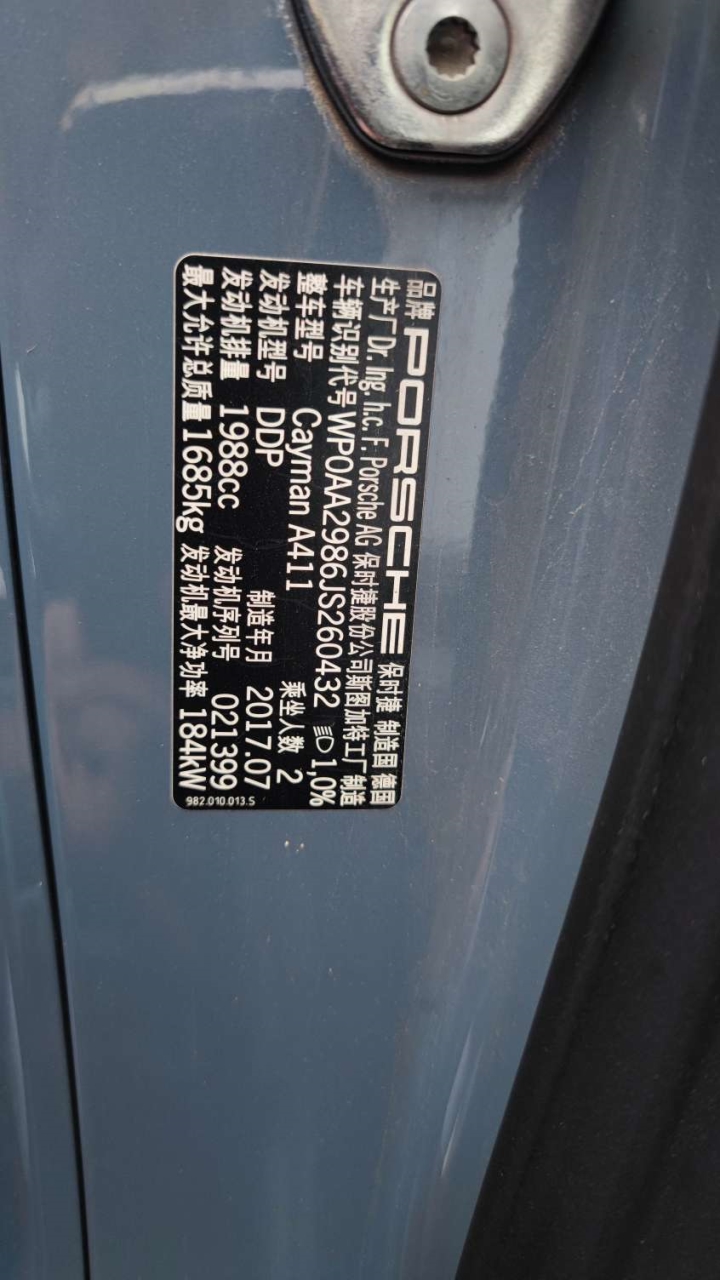 品牌 PORSCHE 保时捷 制造国 德国
生产厂 Dr. Ing. h.c. F. Porsche AG 保时捷股份公司斯图加特工厂制造
车辆识别代号 WP0AA2986JS260432 1,0%
整车型号 Cayman A411 乘坐人数 2
发动机型号 DDP 制造年月 2017.07
发动机排量 1988cc 发动机序列号 021399
最大允许总质量 1685kg 发动机最大净功率 184kW
982.010.013.S